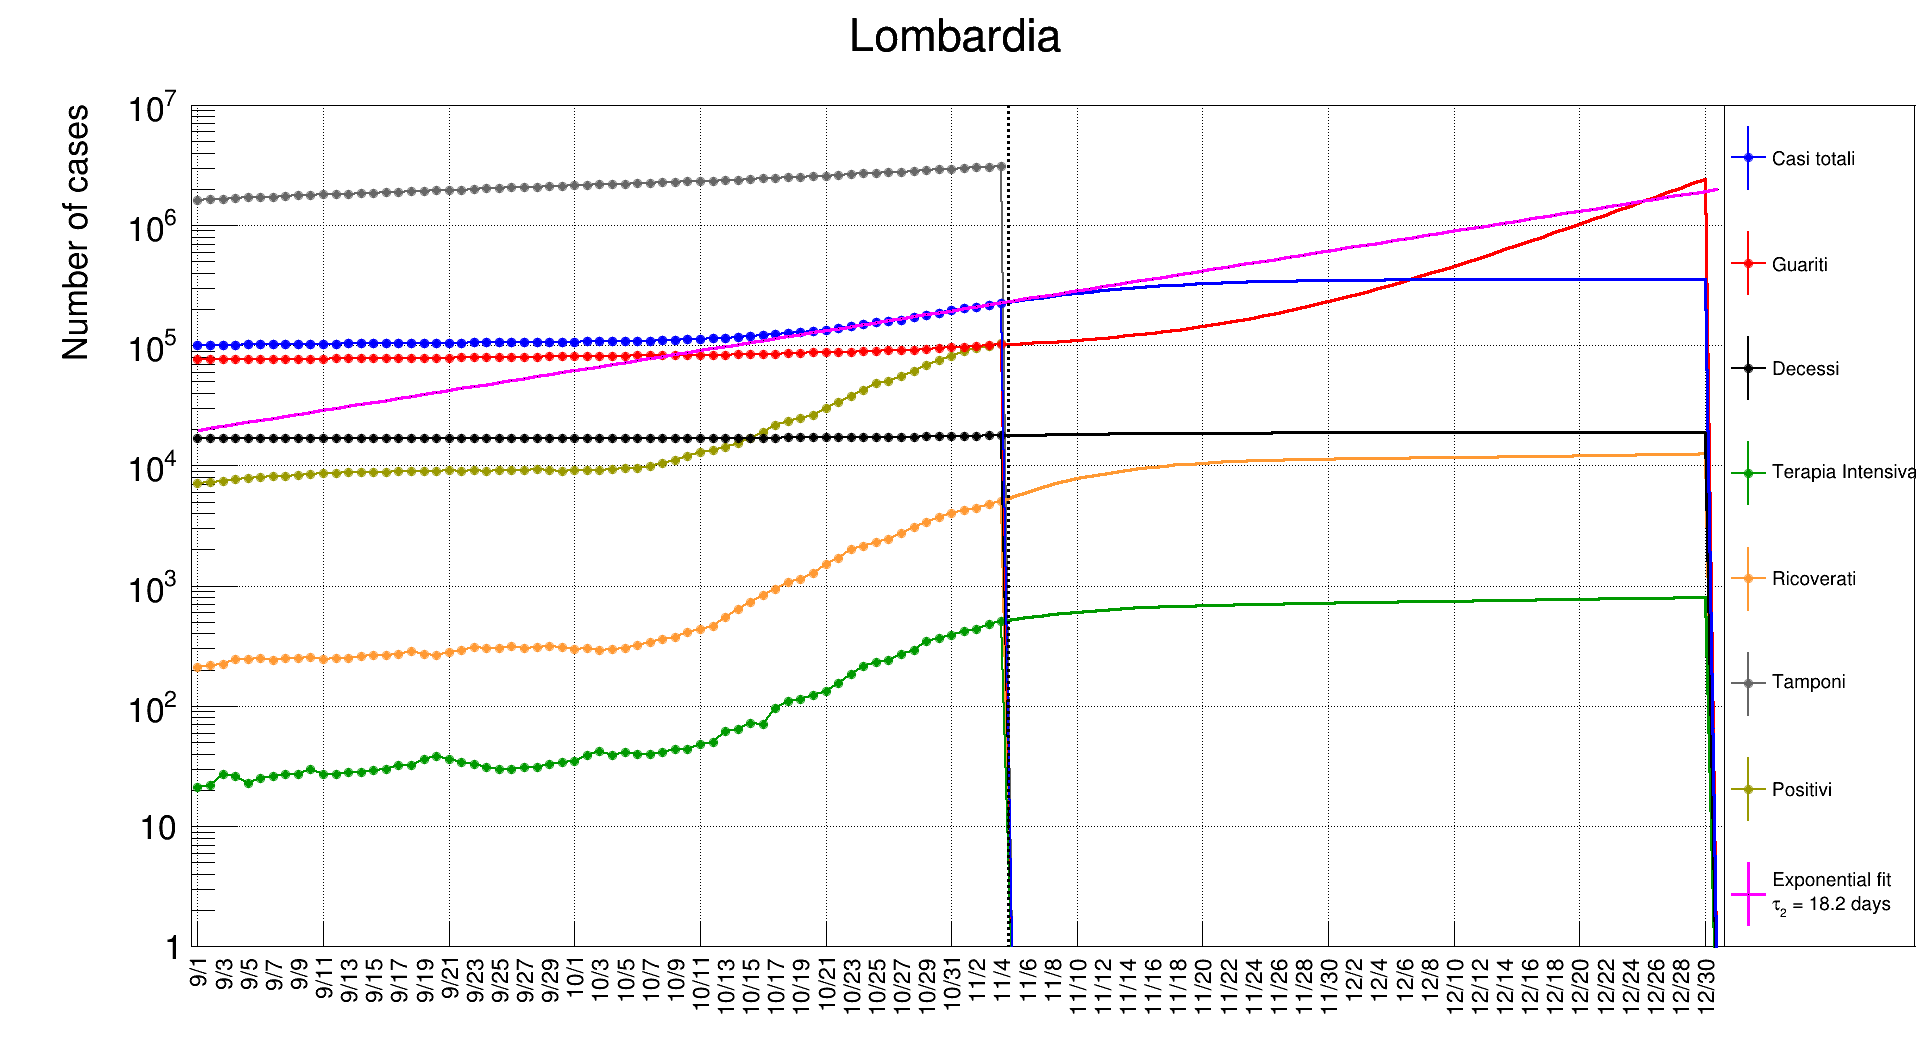 Lombardia
Number of cases
10^7
10^6
10^5
10^4
10^3
10^2
10
1
9/1 9/3 9/5 9/7 9/9 9/11 9/13 9/15 9/17 9/19 9/21 9/23 9/25 9/27 9/29 10/1 10/3 10/5 10/7 10/9 10/11 10/13 10/15 10/17 10/19 10/21 10/23 10/25 10/27 10/29 10/31 11/2 11/4 11/6 11/8 11/10 11/12 11/14 11/16 11/18 11/20 11/22 11/24 11/26 11/28 11/30 12/2 12/4 12/6 12/8 12/10 12/12 12/14 12/16 12/18 12/20 12/22 12/24 12/26 12/28 12/30
Casi totali
Guariti
Decessi
Terapia Intensiva
Ricoverati
Tamponi
Positivi
Exponential fit
τ₂ = 18.2 days